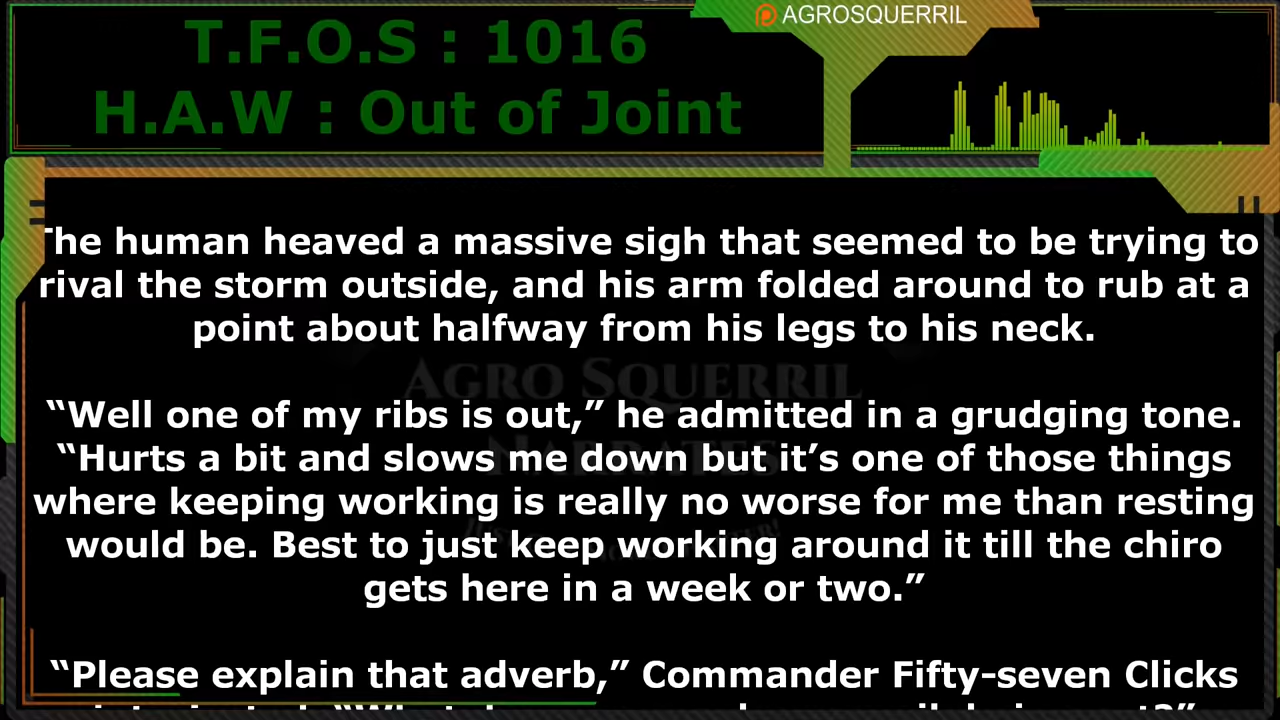 AGROSQUERRIL
T.F.O.S : 1016
H.A.W : Out of Joint
The human heaved a massive sigh that seemed to be trying to
rival the storm outside, and his arm folded around to rub at a
point about halfway from his legs to his neck.
AGRO SQUERRIL
NARRATES
“Well one of my ribs is out,” he admitted in a grudging tone.
“Hurts a bit and slows me down but it’s one of those things
where keeping working is really no worse for me than resting
would be. Best to just keep working around it till the chiro
gets here in a week or two.”
“Please explain that adverb,” Commander Fifty-seven Clicks